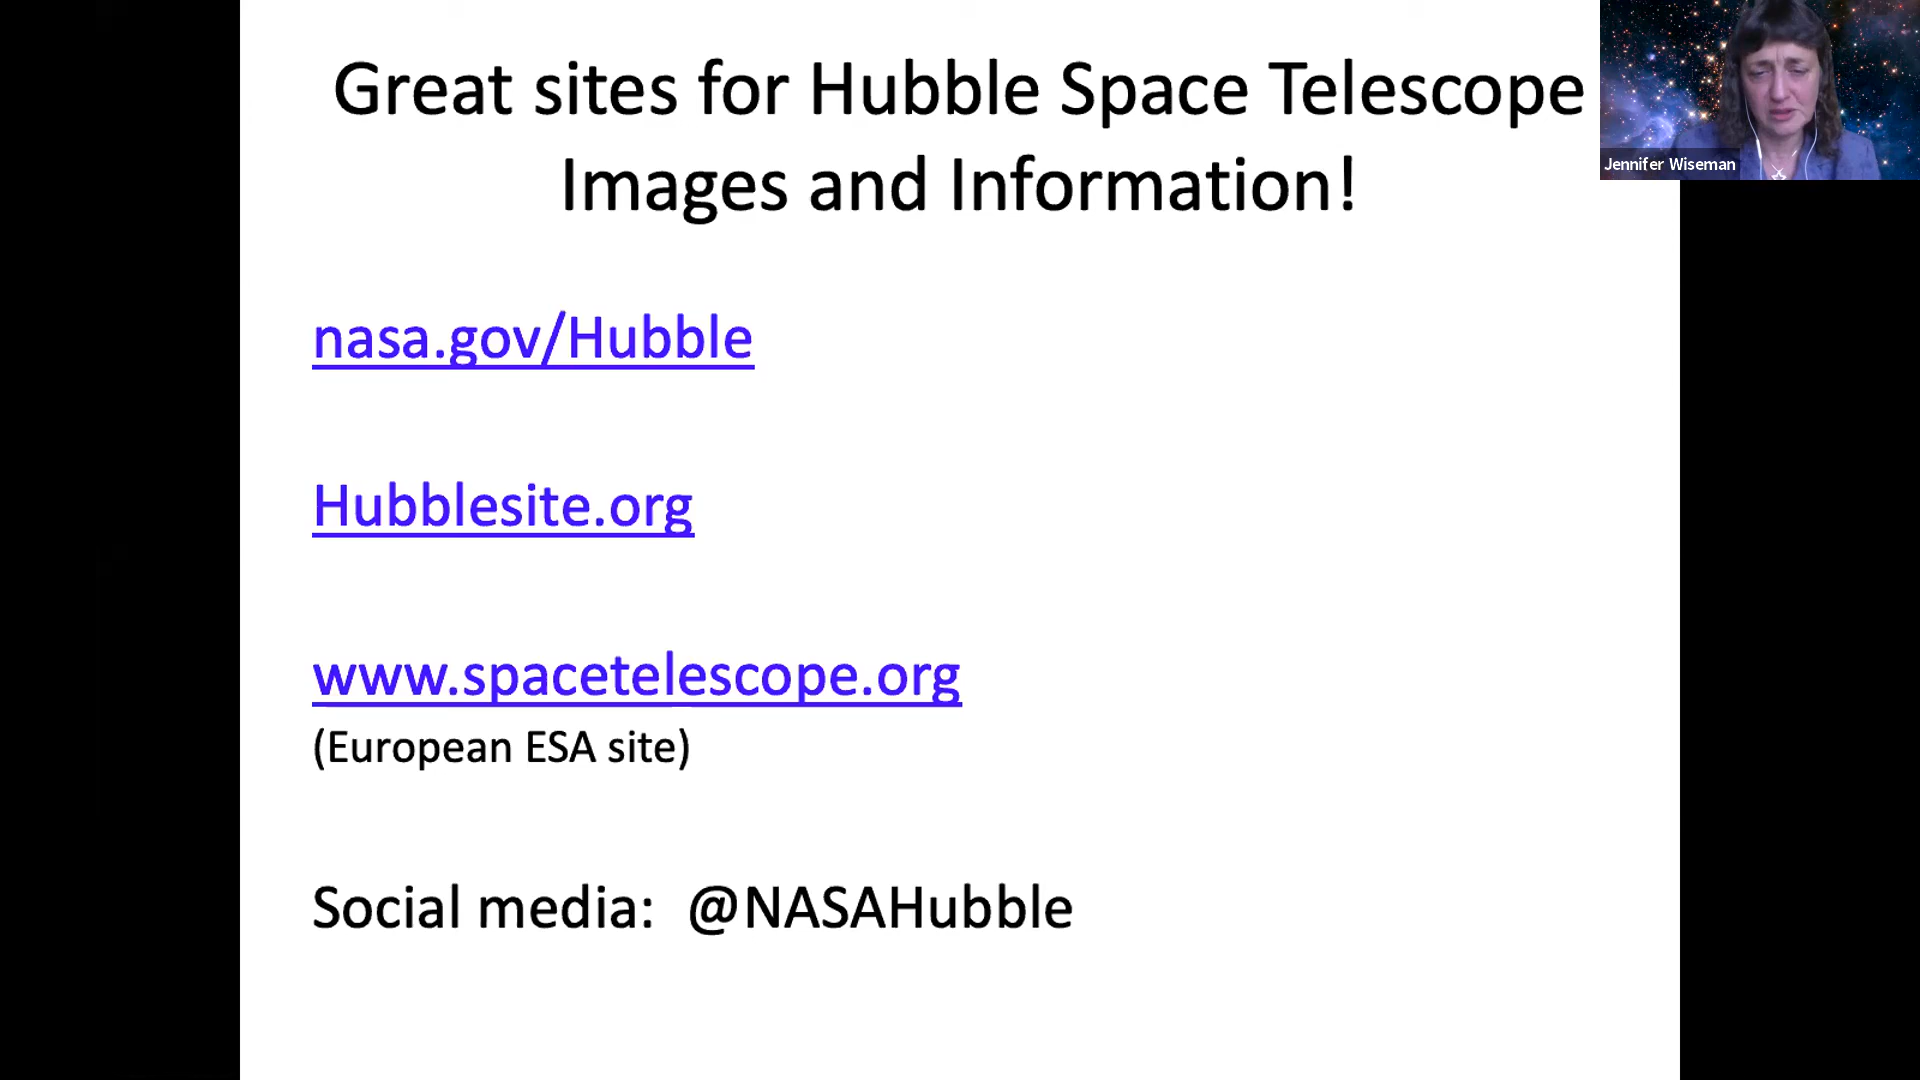 Great sites for Hubble Space Telescope
Images and Information!
Jennifer Wiseman
nasa.gov/Hubble
Hubblesite.org
www.spacetelescope.org
(European ESA site)
Social media:  @NASAHubble